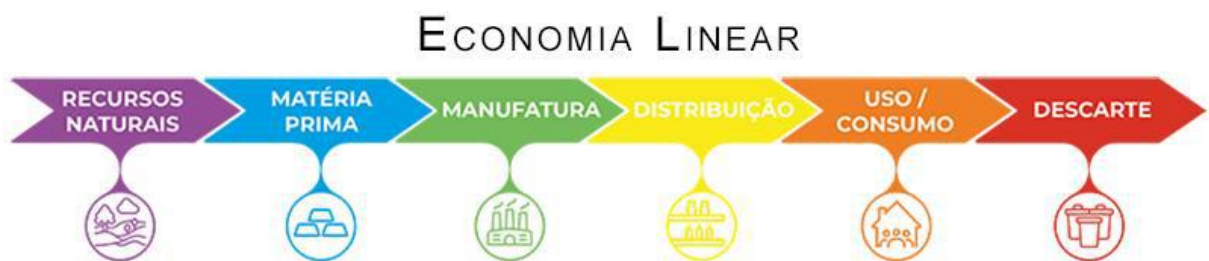 ECONOMIA LINEAR
RECURSOS
NATURAIS
MATÉRIA
PRIMA
MANUFATURA
DISTRIBUIÇÃO
USO /
CONSUMO
DESCARTE